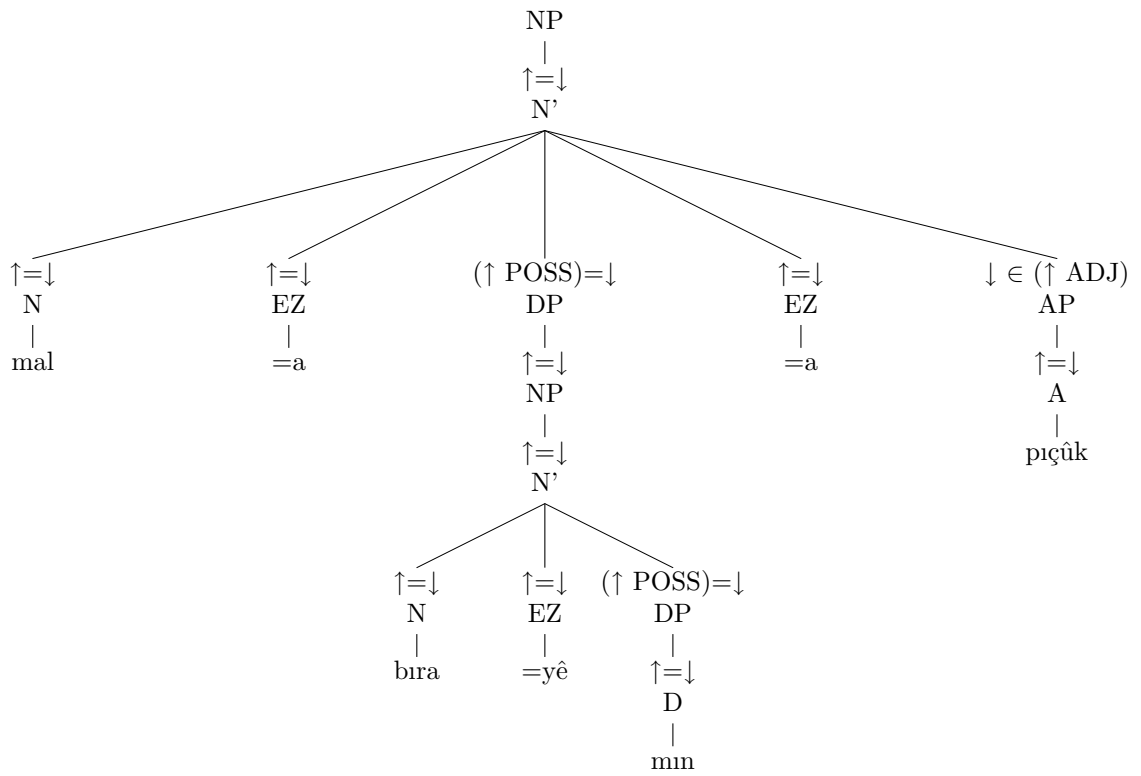 NP
↑=↓
N’
↑=↓ ↑=↓ (↑ POSS)=↓ ↑=↓ ↓ ∈ (↑ ADJ)
N EZ DP EZ AP
mal =a ↑=↓ =a ↑=↓
NP A
↑=↓ pıçûk
N’
↑=↓ ↑=↓ (↑ POSS)=↓
N EZ DP
bıra =yê ↑=↓
D
mın